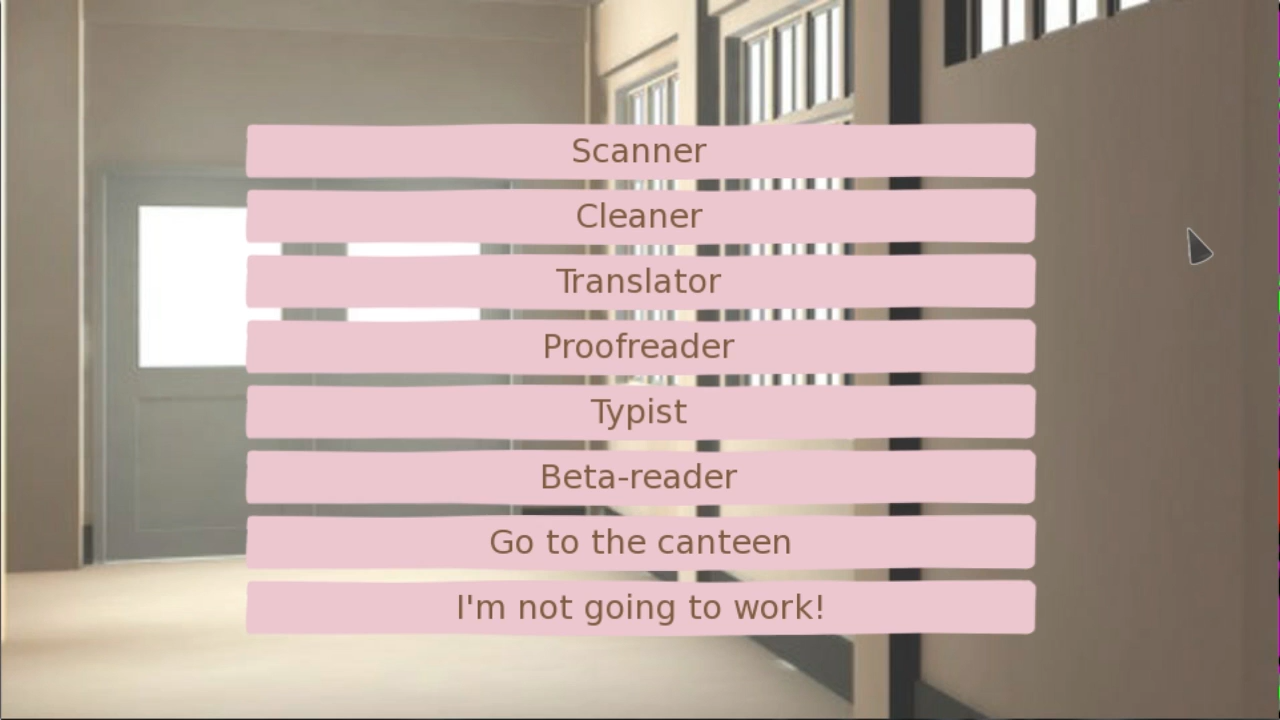 Scanner
Cleaner
Translator
Proofreader
Typist
Beta-reader
Go to the canteen
I'm not going to work!